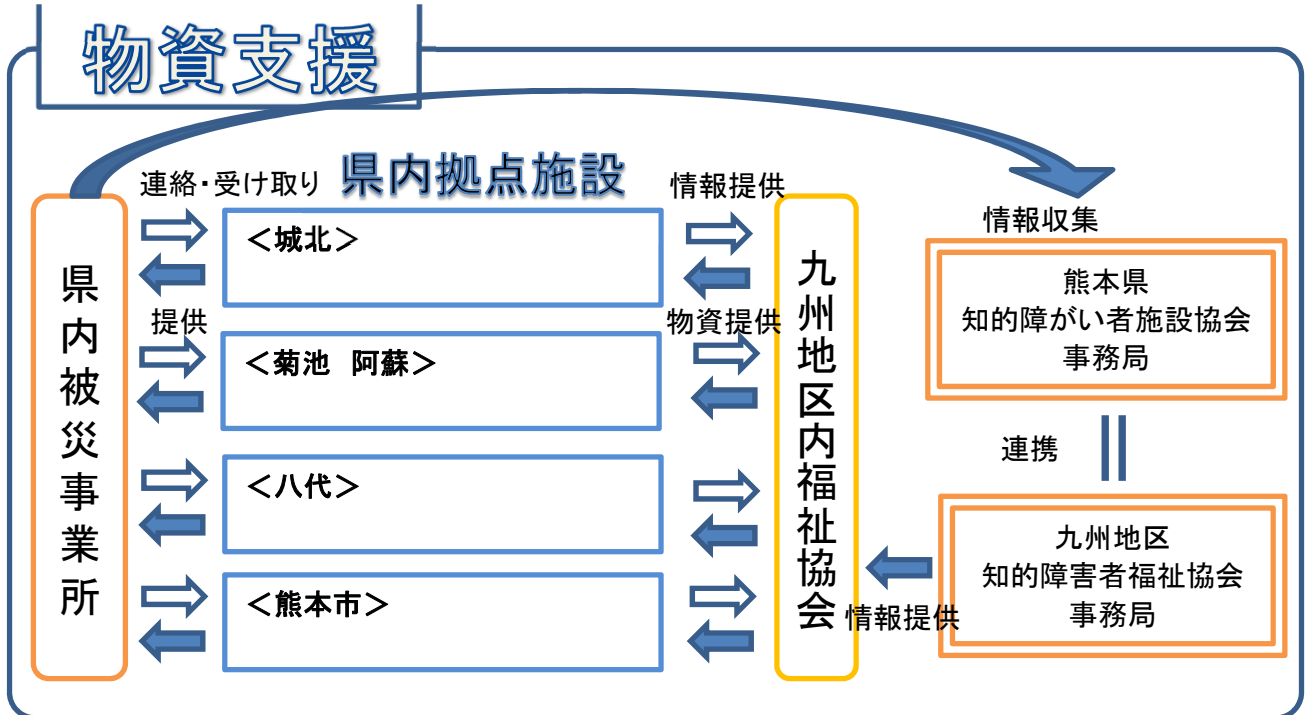 物資支援
連絡・受け取り
県内拠点施設
情報提供
県内被災事業所
＜城北＞
提供
物資提供
＜菊池　阿蘇＞
＜八代＞
＜熊本市＞
九州地区内福祉協会
情報収集
熊本県
知的障がい者施設協会
事務局
連携
九州地区
知的障害者福祉協会
事務局
情報提供